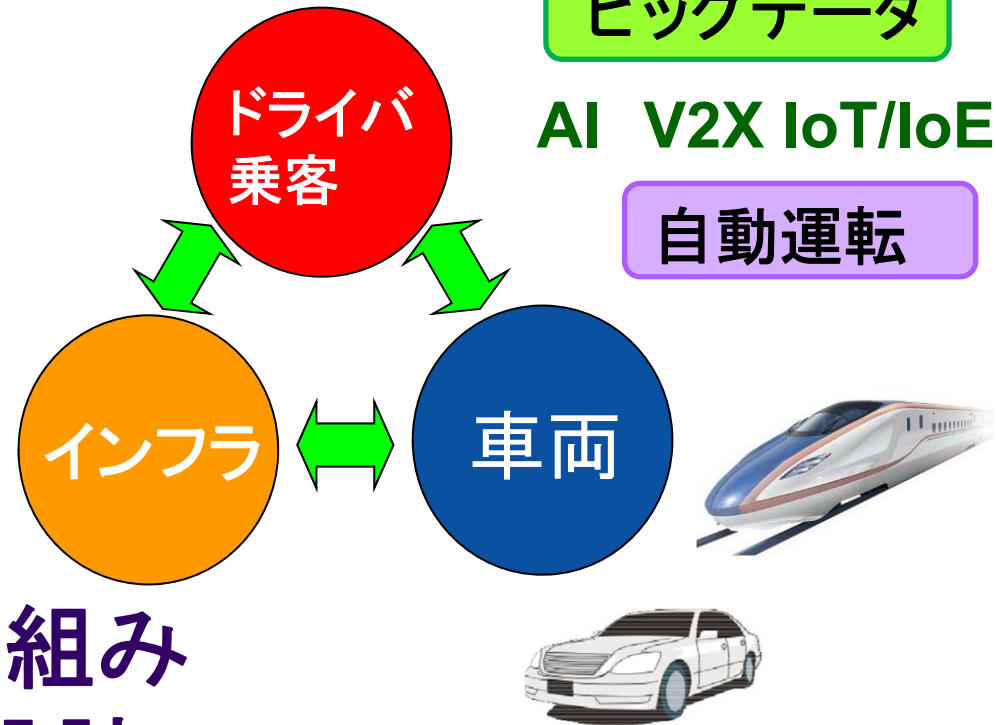 ビッグデータ
AI V2X IoT/IoE
自動運転
ドライバ
乗客
インフラ
車両
組み